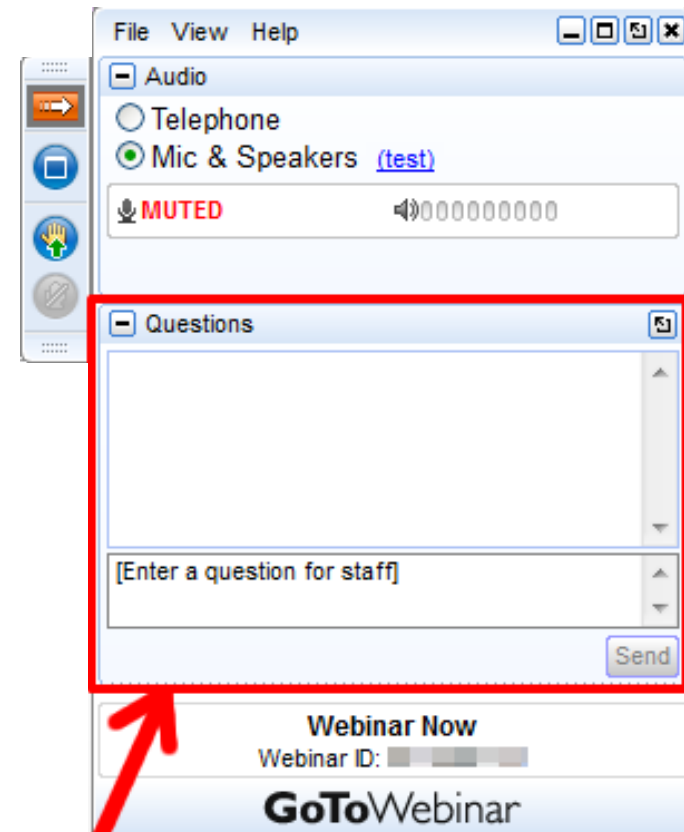 File View Help
Audio
Telephone
Mic & Speakers (test)
MUTED 000000000
Questions
[Enter a question for staff]
Send
Webinar Now
Webinar ID:
GoToWebinar